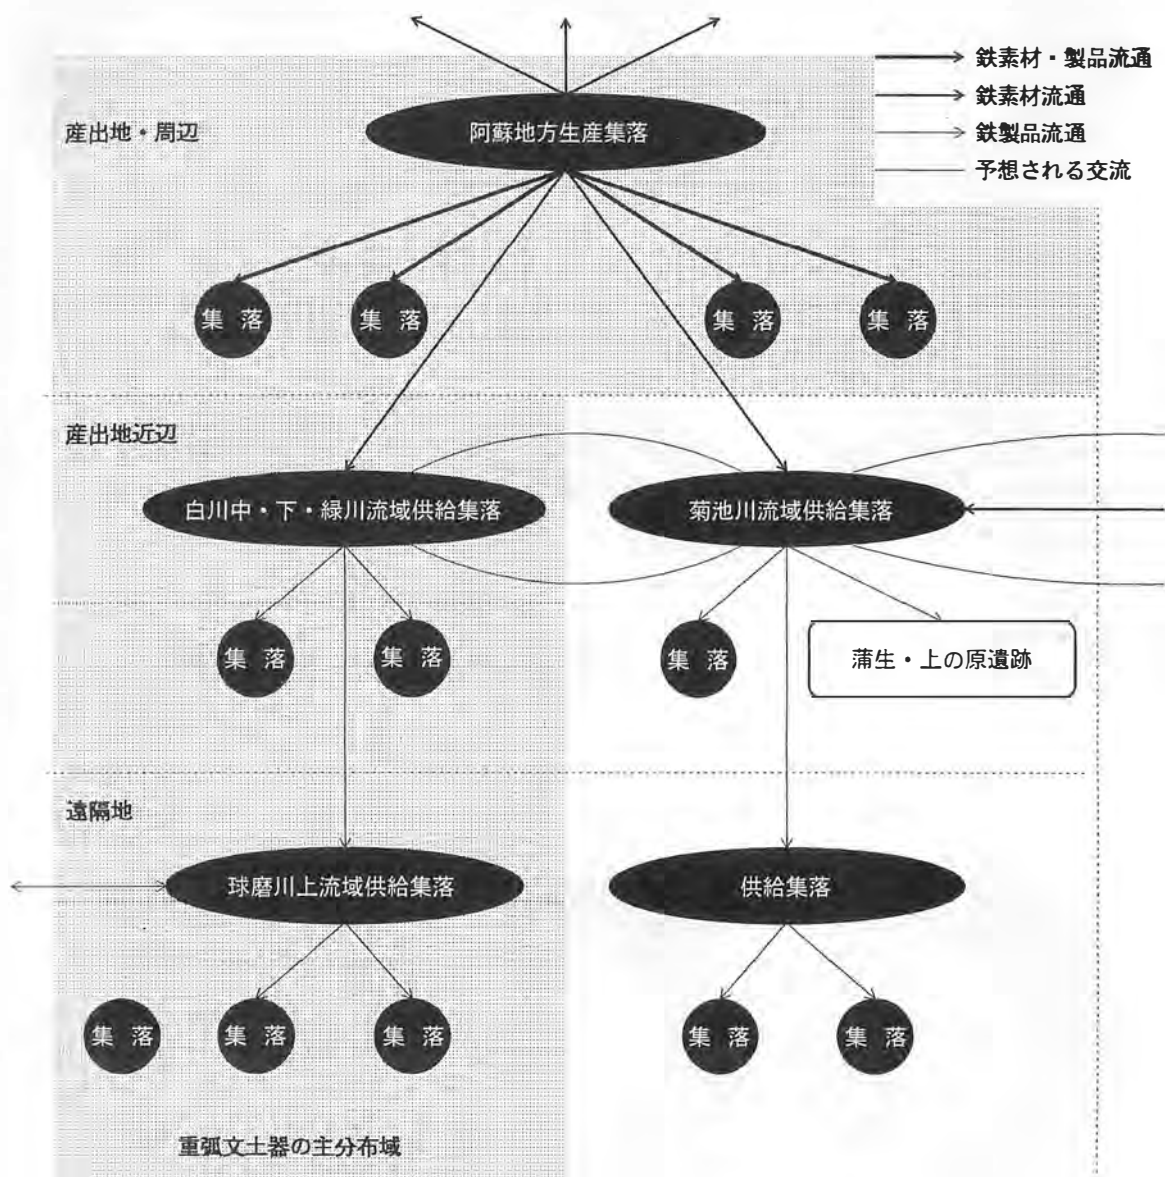 鉄素材・製品流通
鉄素材流通
鉄製品流通
予想される交流
産出地・周辺
阿蘇地方生産集落
集 落
集 落
集 落
集 落
産出地近辺
白川中・下・緑川流域供給集落
菊池川流域供給集落
集 落
集 落
集 落
蒲生・上の原遺跡
遠隔地
球磨川上流域供給集落
供給集落
集 落
集 落
集 落
集 落
集 落
重弧文土器の主分布域